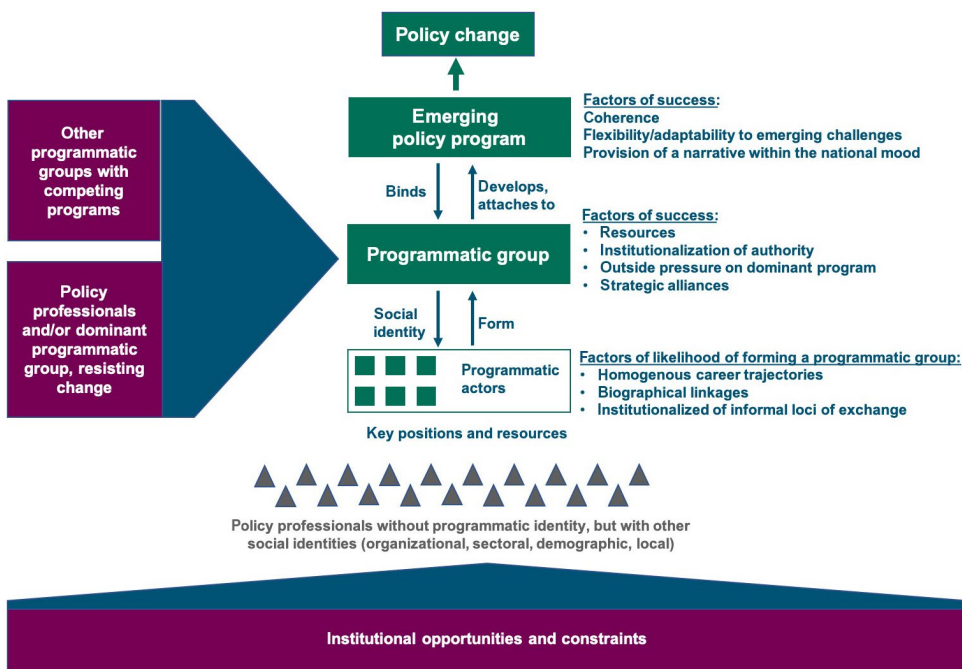 Policy change
Emerging
policy program
Factors of success:
Coherence
Flexibility/adaptability to emerging challenges
Provision of a narrative within the national mood
Other
programmatic
groups with
competing
programs
Binds
Develops,
attaches to
Programmatic group
Factors of success:
• Resources
• Institutionalization of authority
• Outside pressure on dominant program
• Strategic alliances
Policy
professionals
and/or dominant
programmatic
group, resisting
change
Social
identity
Form
Programmatic
actors
Factors of likelihood of forming a programmatic group:
• Homogenous career trajectories
• Biographical linkages
• Institutionalized of informal loci of exchange
Key positions and resources
Policy professionals without programmatic identity, but with other
social identities (organizational, sectoral, demographic, local)
Institutional opportunities and constraints